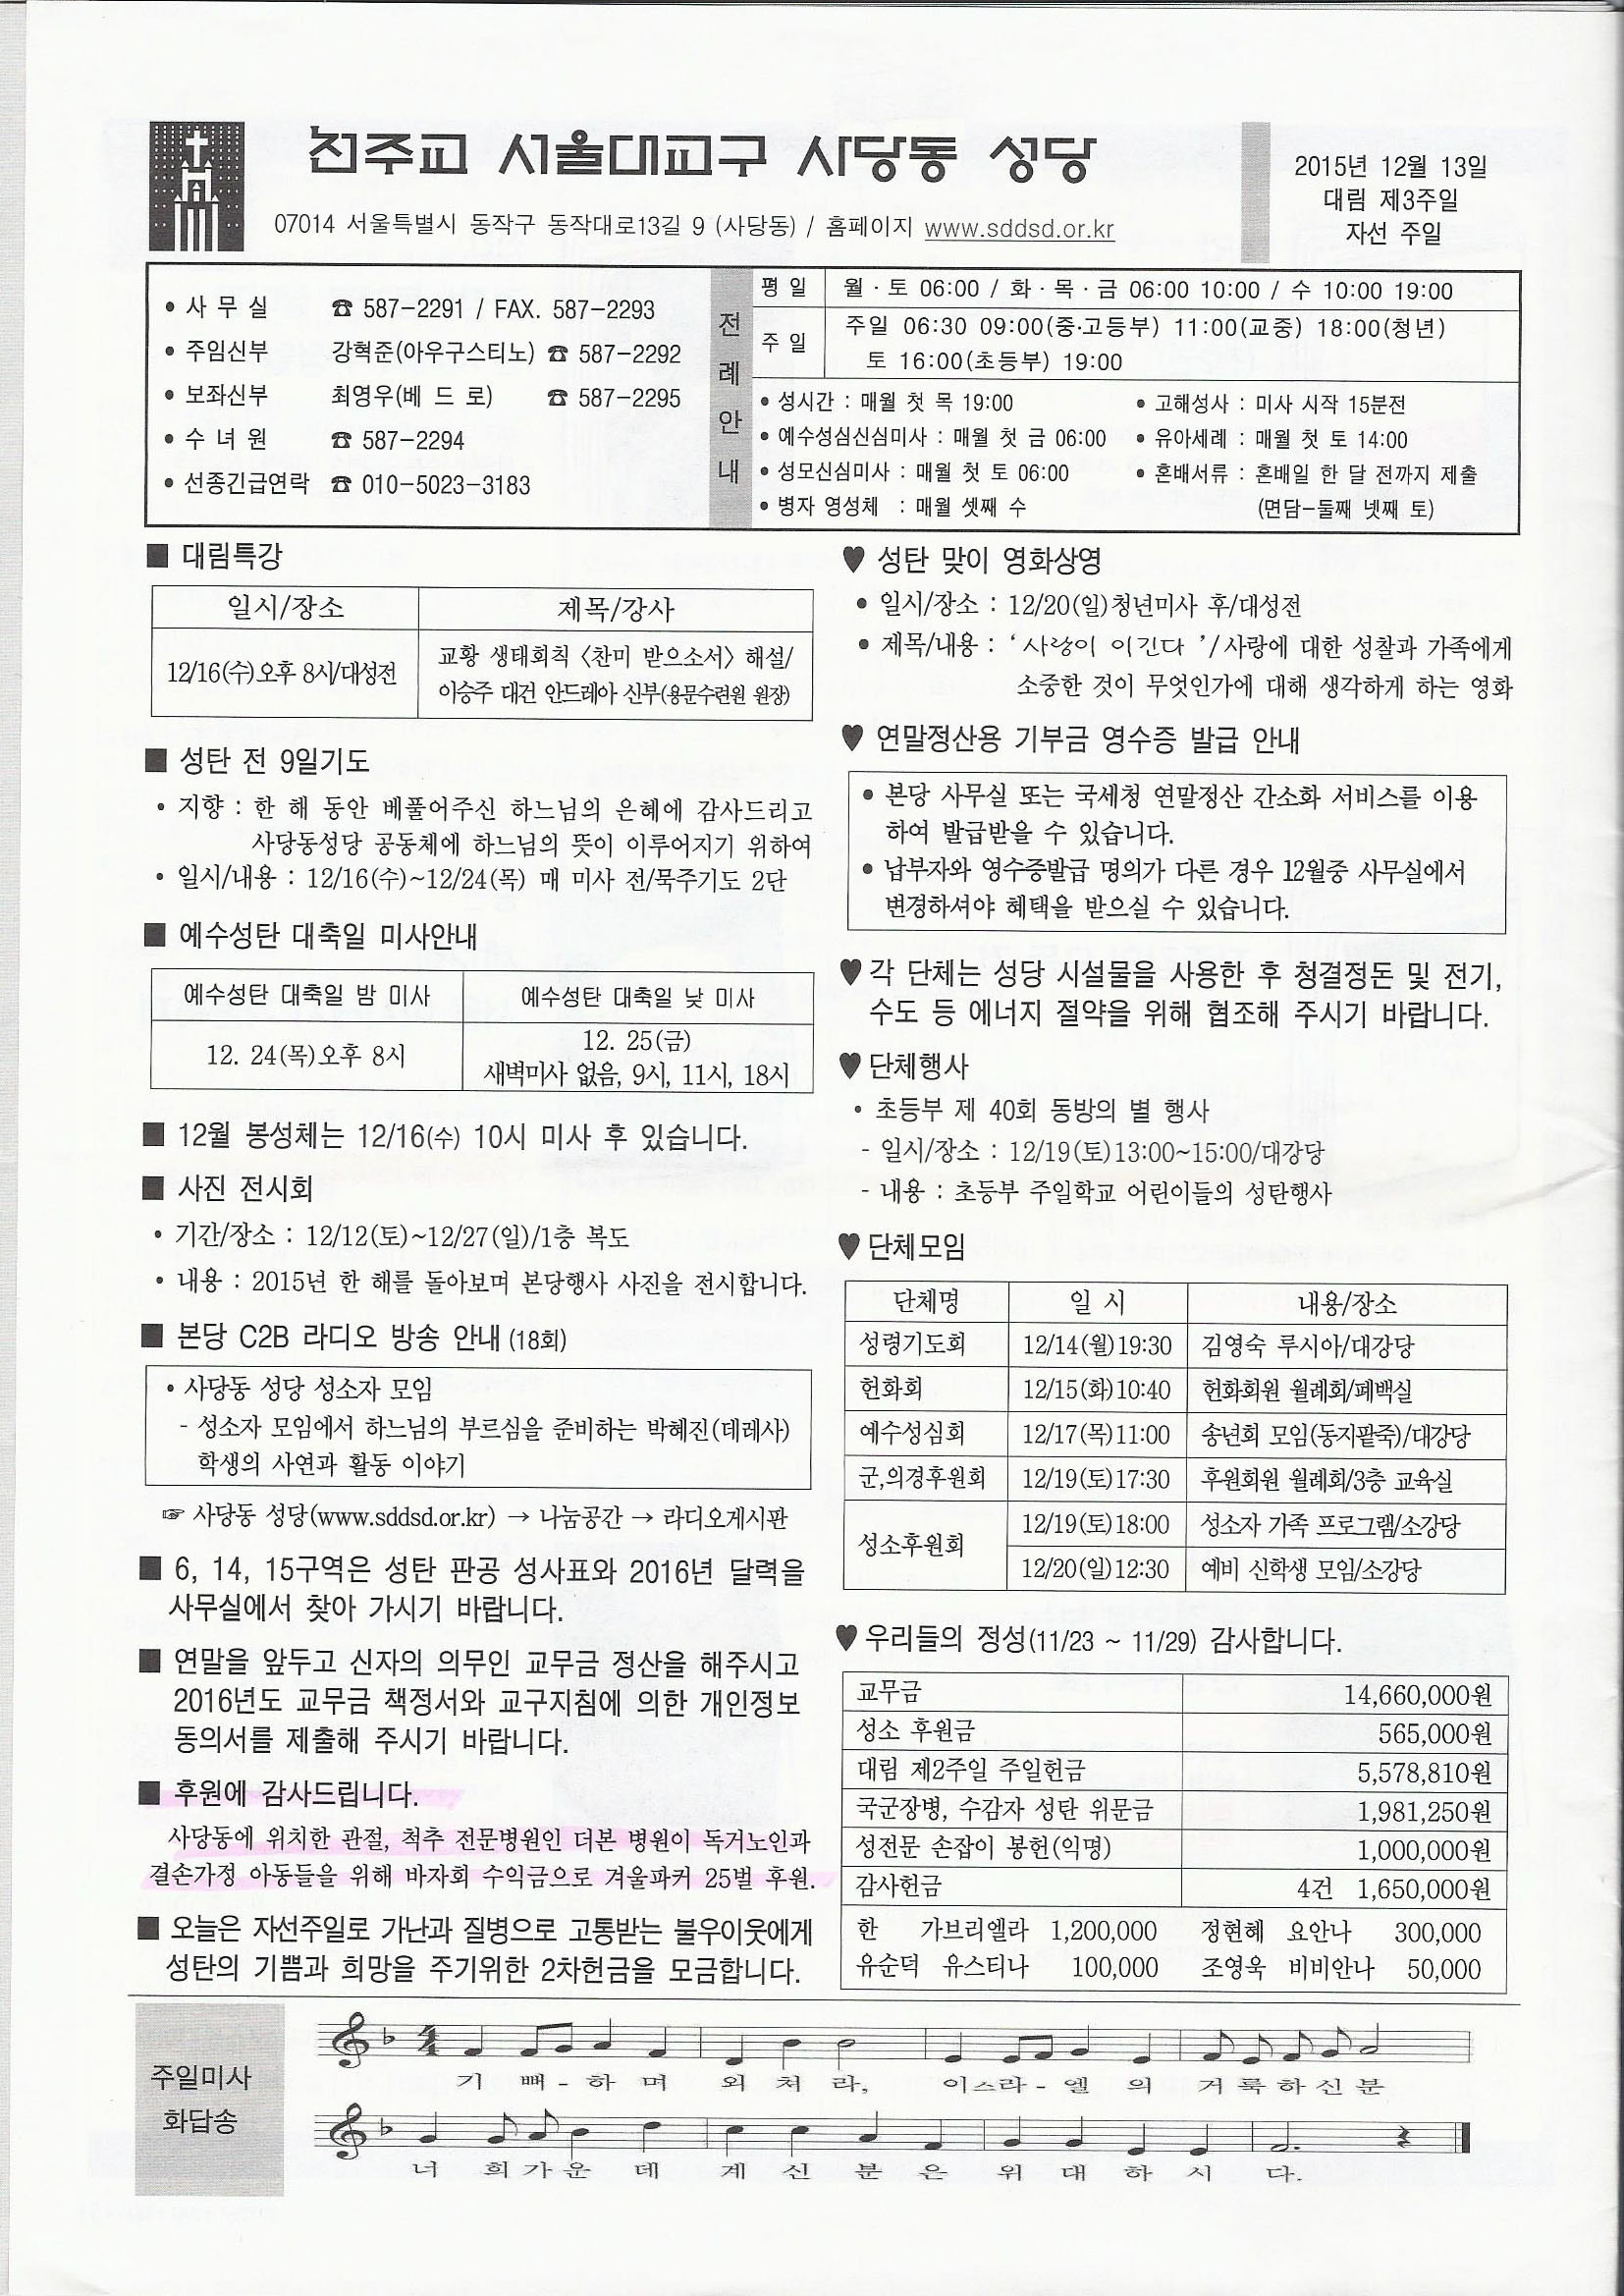 천주교 서울대교구 사당동 성당
07014 서울특별시 동작구 동작대로13길 9 (사당동) / 홈페이지 www.sddsd.or.kr
2015년 12월 13일
대림 제3주일
자선 주일
• 사 무 실 ☎ 587-2291 / FAX. 587-2293
• 주임신부 강혁준(아우구스티노) ☎ 587-2292
• 보좌신부 최영우(베 드 로) ☎ 587-2295
• 수 녀 원 ☎ 587-2294
• 선종긴급연락 ☎ 010-5023-3183
전례안내
평 일 월·토 06:00 / 화·목·금 06:00 10:00 / 수 10:00 19:00
주 일 주일 06:30 09:00(중·고등부) 11:00(교중) 18:00(청년)
토 16:00(초등부) 19:00
• 성시간 : 매월 첫 목 19:00
• 예수성심신심미사 : 매월 첫 금 06:00
• 성모신심미사 : 매월 첫 토 06:00
• 병자 영성체 : 매월 셋째 수
• 고해성사 : 미사 시작 15분전
• 유아세례 : 매월 첫 토 14:00
• 혼배서류 : 혼배일 한 달 전까지 제출
(면담-둘째 넷째 토)
■ 대림특강
일시/장소 제목/강사
12/16(수)오후 8시/대성전
교황 생태회칙 〈찬미 받으소서〉 해설/
이승주 대건 안드레아 신부(용문수련원 원장)
■ 성탄 전 9일기도
• 지향 : 한 해 동안 베풀어주신 하느님의 은혜에 감사드리고
사당동성당 공동체에 하느님의 뜻이 이루어지기 위하여
• 일시/내용 : 12/16(수)~12/24(목) 매 미사 전/묵주기도 2단
■ 예수성탄 대축일 미사안내
예수성탄 대축일 밤 미사 예수성탄 대축일 낮 미사
12. 24(목)오후 8시
12. 25(금)
새벽미사 없음, 9시, 11시, 18시
■ 12월 봉성체는 12/16(수) 10시 미사 후 있습니다.
■ 사진 전시회
• 기간/장소 : 12/12(토)~12/27(일)/1층 복도
• 내용 : 2015년 한 해를 돌아보며 본당행사 사진을 전시합니다.
■ 본당 C2B 라디오 방송 안내 (18회)
• 사당동 성당 성소자 모임
- 성소자 모임에서 하느님의 부르심을 준비하는 박혜진(데레사)
학생의 사연과 활동 이야기
☞ 사당동 성당(www.sddsd.or.kr) → 나눔공간 → 라디오게시판
■ 6, 14, 15구역은 성탄 판공 성사표와 2016년 달력을
사무실에서 찾아 가시기 바랍니다.
■ 연말을 앞두고 신자의 의무인 교무금 정산을 해주시고
2016년도 교무금 책정서와 교구지침에 의한 개인정보
동의서를 제출해 주시기 바랍니다.
■ 후원에 감사드립니다.
사당동에 위치한 관절, 척추 전문병원인 더본 병원이 독거노인과
결손가정 아동들을 위해 바자회 수익금으로 겨울파커 25벌 후원.
■ 오늘은 자선주일로 가난과 질병으로 고통받는 불우이웃에게
성탄의 기쁨과 희망을 주기위한 2차헌금을 모금합니다.
♥ 성탄 맞이 영화상영
• 일시/장소 : 12/20(일)청년미사 후/대성전
• 제목/내용 : ‘사랑이 이긴다 ’/사랑에 대한 성찰과 가족에게
소중한 것이 무엇인가에 대해 생각하게 하는 영화
♥ 연말정산용 기부금 영수증 발급 안내
• 본당 사무실 또는 국세청 연말정산 간소화 서비스를 이용
하여 발급받을 수 있습니다.
• 납부자와 영수증발급 명의가 다른 경우 12월중 사무실에서
변경하셔야 혜택을 받으실 수 있습니다.
♥ 각 단체는 성당 시설물을 사용한 후 청결정돈 및 전기,
수도 등 에너지 절약을 위해 협조해 주시기 바랍니다.
♥ 단체행사
• 초등부 제 40회 동방의 별 행사
- 일시/장소 : 12/19(토)13:00~15:00/대강당
- 내용 : 초등부 주일학교 어린이들의 성탄행사
♥ 단체모임
단체명 일 시 내용/장소
성령기도회 12/14(월)19:30 김영숙 루시아/대강당
헌화회 12/15(화)10:40 헌화회원 월례회/폐백실
예수성심회 12/17(목)11:00 송년회 모임(동지팥죽)/대강당
군,의경후원회 12/19(토)17:30 후원회원 월례회/3층 교육실
성소후원회 12/19(토)18:00 성소자 가족 프로그램/소강당
12/20(일)12:30 예비 신학생 모임/소강당
♥ 우리들의 정성(11/23 ~ 11/29) 감사합니다.
교무금 14,660,000원
성소 후원금 565,000원
대림 제2주일 주일헌금 5,578,810원
국군장병, 수감자 성탄 위문금 1,981,250원
성전문 손잡이 봉헌(익명) 1,000,000원
감사헌금 4건 1,650,000원
한 가브리엘라 1,200,000 정현혜 요안나 300,000
유순덕 유스티나 100,000 조영욱 비비안나 50,000
주일미사
화답송
기 빼 - 하 며 외 쳐 라, 이스라 - 엘 의 거 룩 하 신 분
너 희 가 운 데 계 신 분 은 위 대 하 시 다.